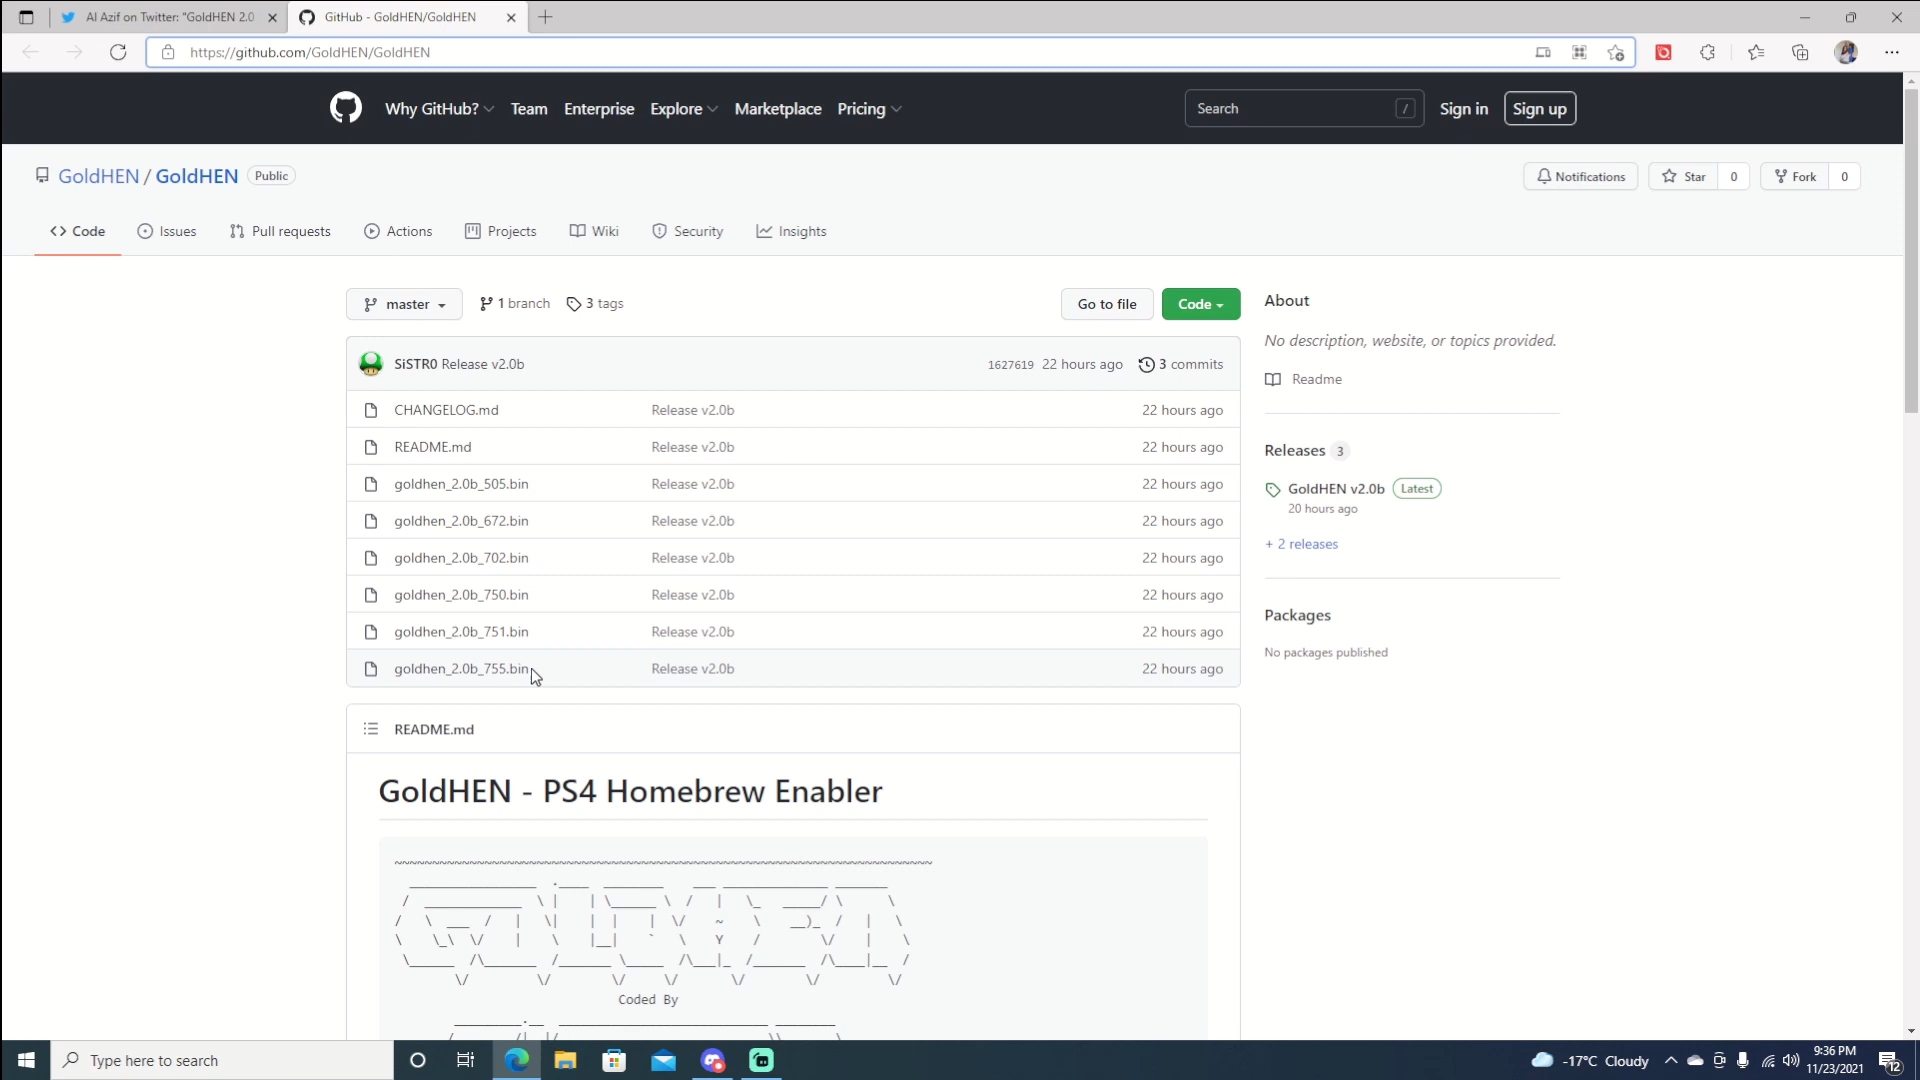 AI Azif on Twitter: "GoldHEN 2.0
GitHub - GoldHEN/GoldHEN
https://github.com/GoldHEN/GoldHEN
Why GitHub? Team Enterprise Explore Marketplace Pricing Search / Sign in Sign up
GoldHEN / GoldHEN Public Notifications Star 0 Fork 0
Code Issues Pull requests Actions Projects Wiki Security Insights
master 1 branch 3 tags Go to file Code
SiSTR0 Release v2.0b 1627619 22 hours ago 3 commits
CHANGELOG.md Release v2.0b 22 hours ago
README.md Release v2.0b 22 hours ago
goldhen_2.0b_505.bin Release v2.0b 22 hours ago
goldhen_2.0b_672.bin Release v2.0b 22 hours ago
goldhen_2.0b_702.bin Release v2.0b 22 hours ago
goldhen_2.0b_750.bin Release v2.0b 22 hours ago
goldhen_2.0b_751.bin Release v2.0b 22 hours ago
goldhen_2.0b_755.bin Release v2.0b 22 hours ago
README.md
GoldHEN - PS4 Homebrew Enabler
Coded By
About
No description, website, or topics provided.
Readme
Releases 3
GoldHEN v2.0b Latest
20 hours ago
+ 2 releases
Packages
No packages published
Type here to search
-17°C Cloudy
9:36 PM
11/23/2021
12